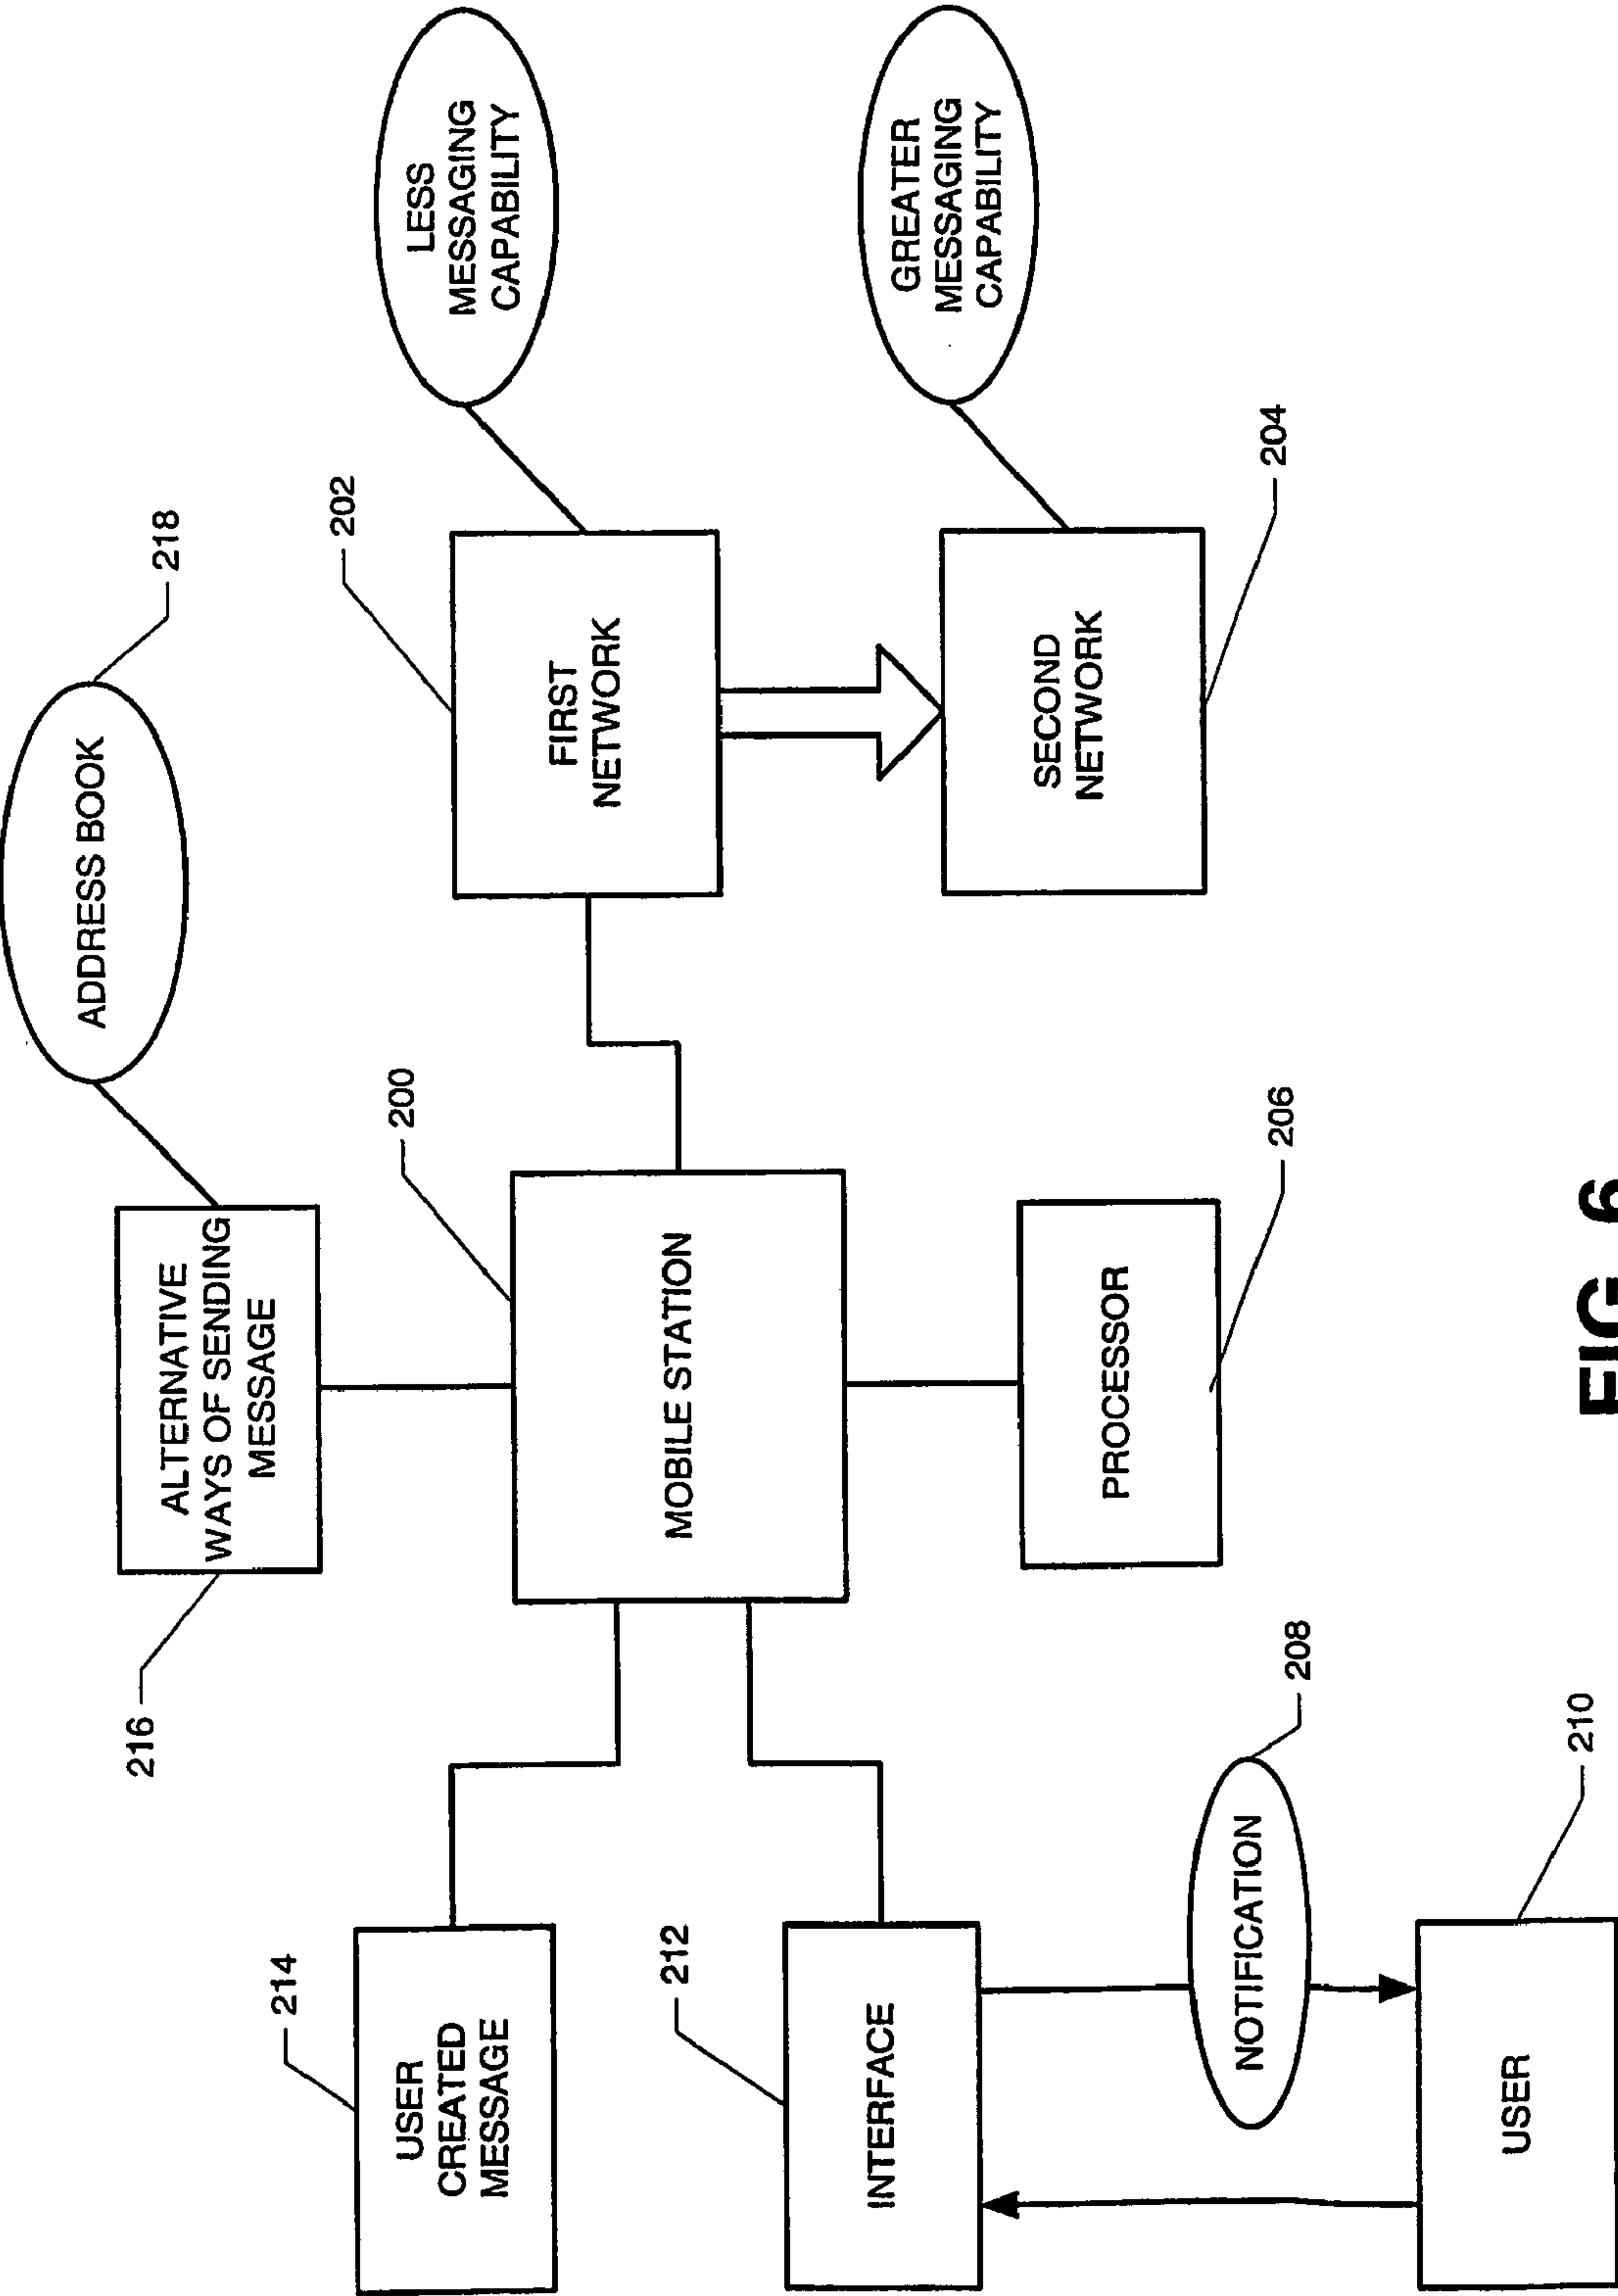 ADDRESS BOOK
218
216
ALTERNATIVE
WAYS OF SENDING
MESSAGE
202
LESS
MESSAGING
CAPABILITY
214
USER
CREATED
MESSAGE
200
MOBILE STATION
FIRST
NETWORK
212
INTERFACE
GREATER
MESSAGING
CAPABILITY
SECOND
NETWORK
204
PROCESSOR
206
NOTIFICATION
208
USER
210
FIG. 6